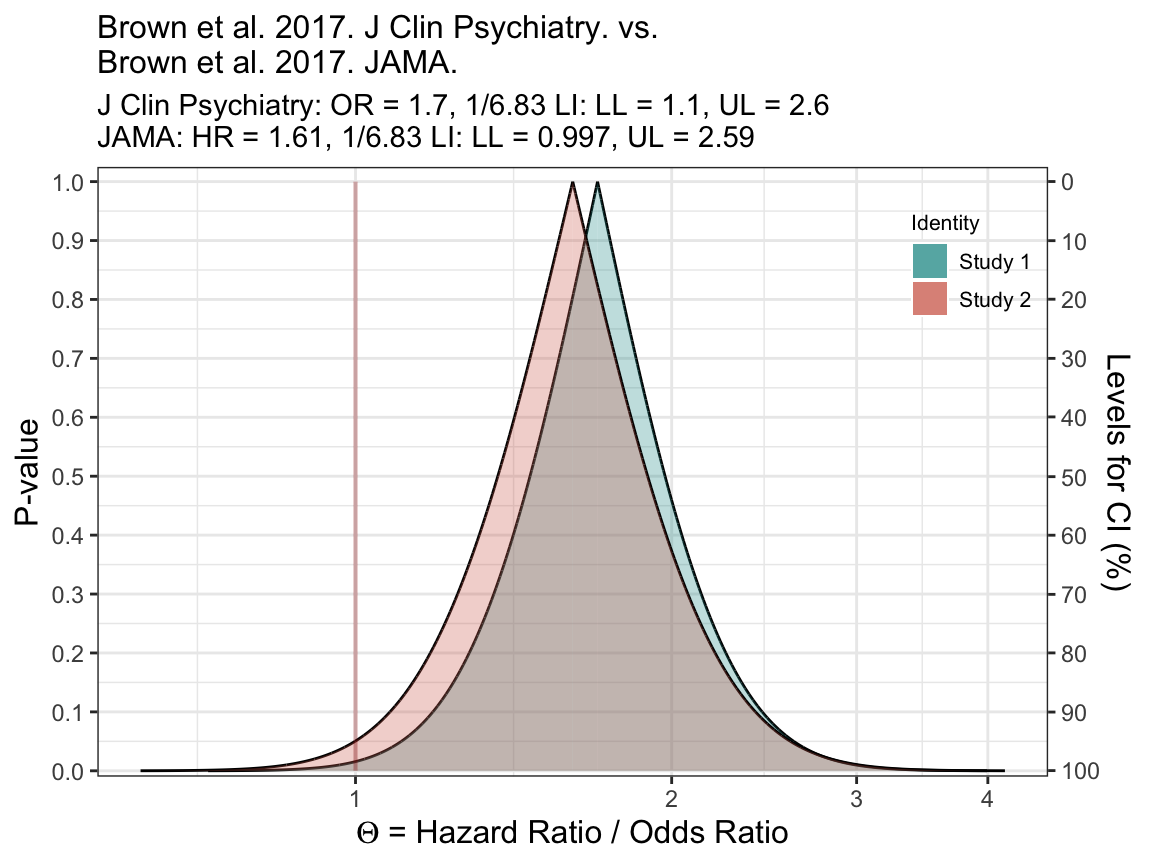 Brown et al. 2017. J Clin Psychiatry. vs.
Brown et al. 2017. JAMA.
J Clin Psychiatry: OR = 1.7, 1/6.83 LI: LL = 1.1, UL = 2.6
JAMA: HR = 1.61, 1/6.83 LI: LL = 0.997, UL = 2.59
P-value
1.0
0.9
0.8
0.7
0.6
0.5
0.4
0.3
0.2
0.1
0.0
Identity
Study 1
Study 2
0
10
20
30
40
50
60
70
80
90
100
Levels for CI (%)
1
2
3
4
Θ = Hazard Ratio / Odds Ratio